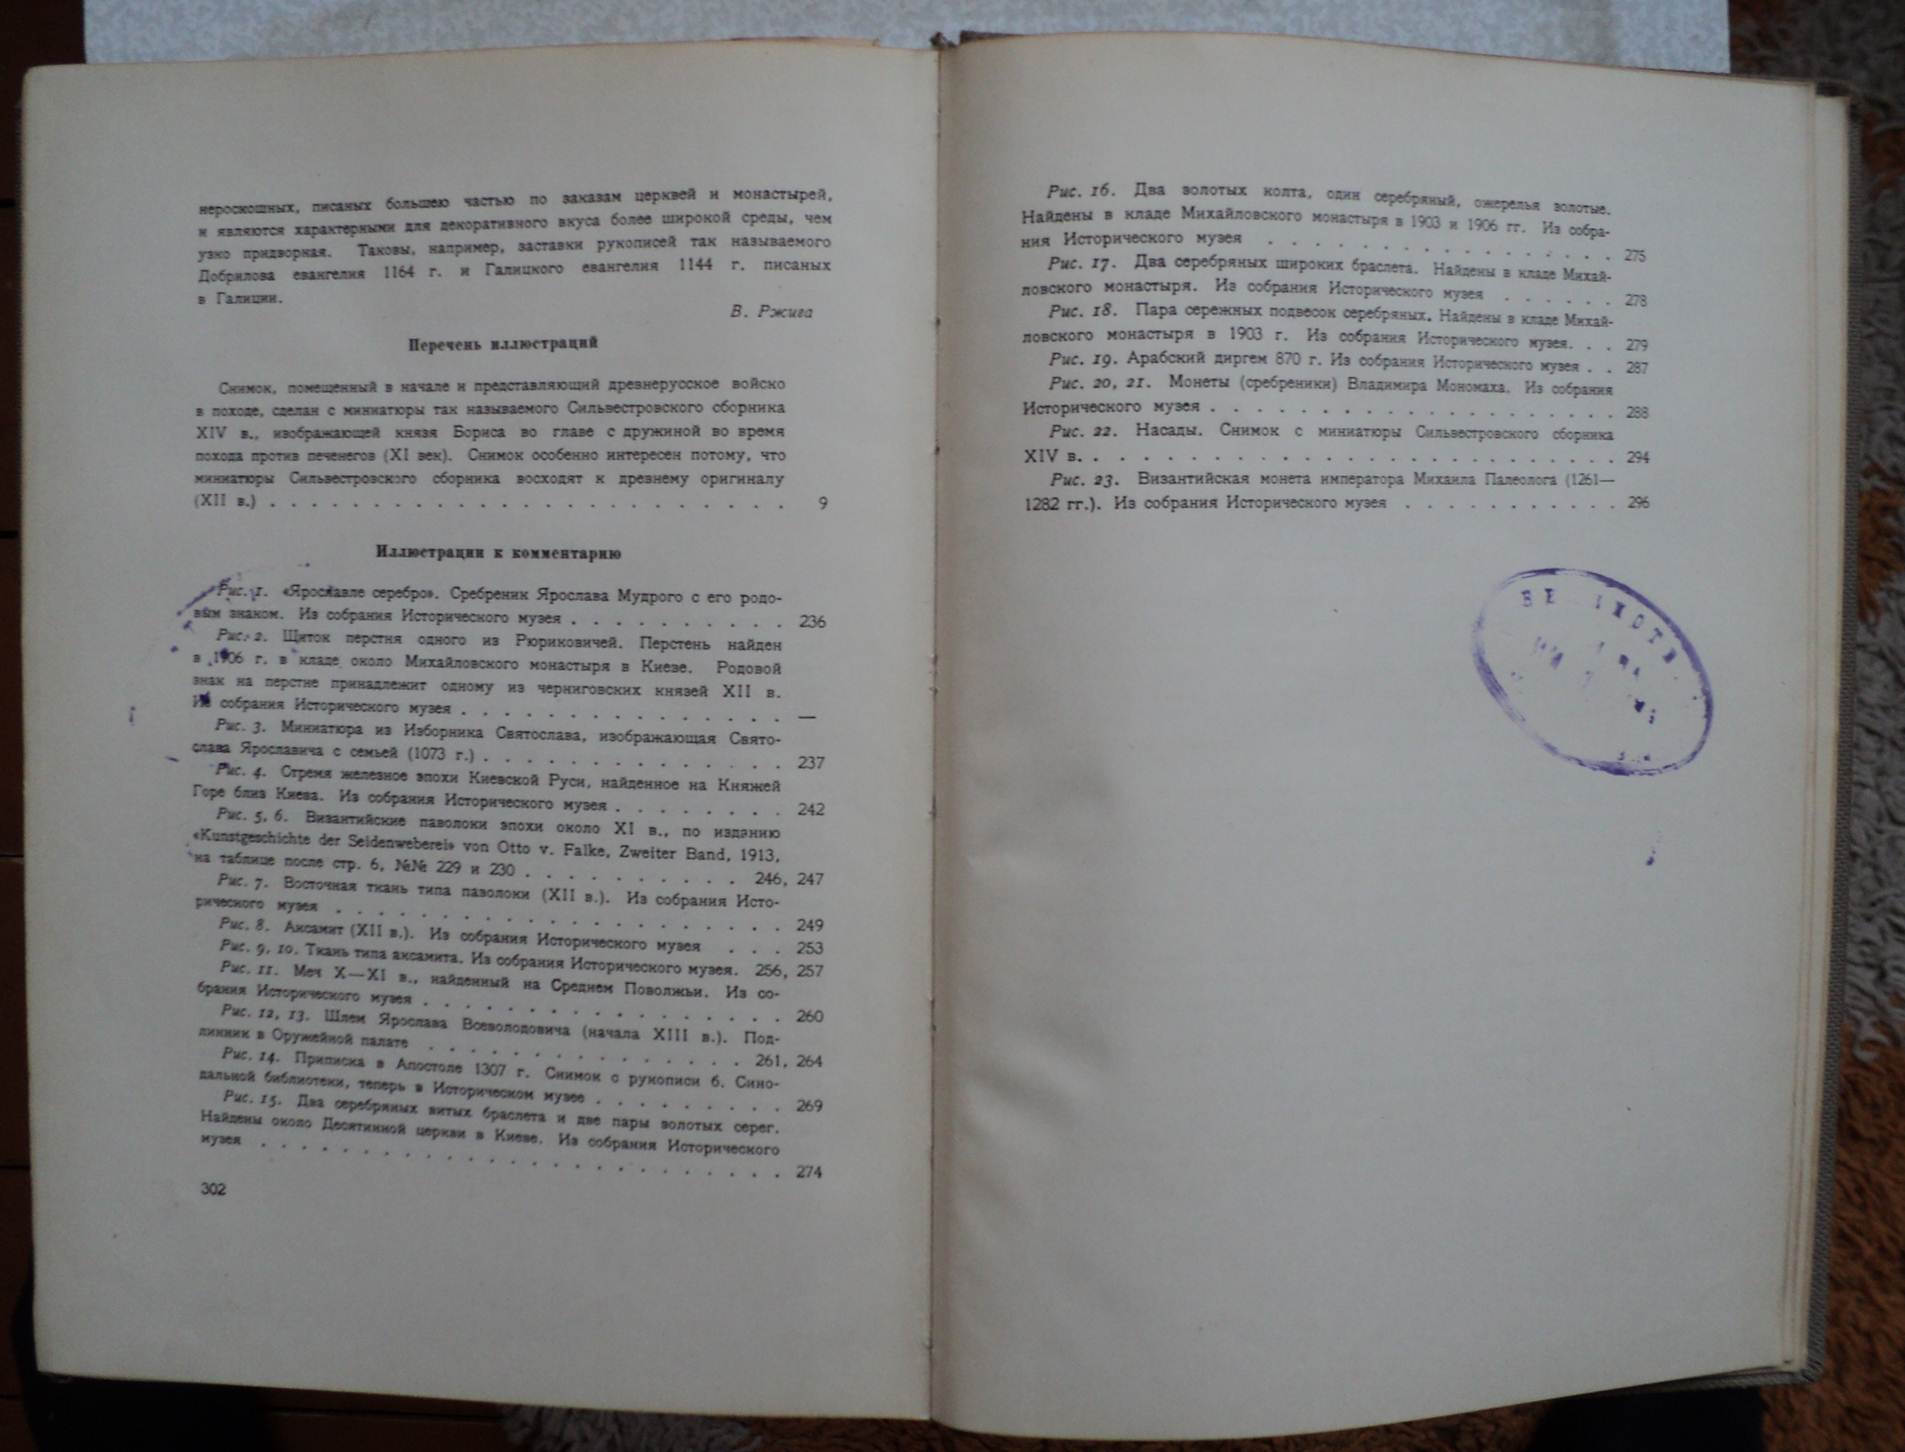 нероскошных, писаных большею частью по заказам церквей и монастырей,
и являются характерными для декоративного вкуса более широкой среды, чем
узко придворная. Таковы, например, заставки рукописей так называемого
Добрилова евангелия 1164 г. и Галицкого евангелия 1144 г. писаных
в Галиции.
В. Ржига
Перечень иллюстраций
Снимок, помещенный в начале и представляющий древнерусское войско
в походе, сделан с миниатюры так называемого Сильвестровского сборника
XIV в., изображающей князя Бориса во главе с дружиной во время
похода против печенегов (XI век). Снимок особенно интересен потому, что
миниатюры Сильвестровского сборника восходят к древнему оригиналу
(XII в.) . . . . . . . . . . . . . . . . . . . . . . . . 9
Иллюстрации к комментарию
Рис. 1. «Ярославле серебро». Сребреник Ярослава Мудрого с его родо-
вым знаком. Из собрания Исторического музея . . . . . . . . . . 236
Рис. 2. Щиток перстня одного из Рюриковичей. Перстень найден
в 1906 г. в кладе около Михайловского монастыря в Киеве. Родовой
знак на перстне принадлежит одному из черниговских князей XII в.
Из собрания Исторического музея . . . . . . . . . . . . . . . —
Рис. 3. Миниатюра из Изборника Святослава, изображающая Свято-
слава Ярославича с семьей (1073 г.) . . . . . . . . . . . . . . 237
Рис. 4. Стремя железное эпохи Киевской Руси, найденное на Княжей
Горе близ Киева. Из собрания Исторического музея . . . . . . . . 242
Рис. 5, 6. Византийские паволоки эпохи около XI в., по изданию
«Kunstgeschichte der Seidenweberei» von Otto v. Falke, Zweiter Band, 1913,
на таблице после стр. 6, №№ 229 и 230 . . . . . . . . . . 246, 247
Рис. 7. Восточная ткань типа паволоки (XII в.). Из собрания Исто-
рического музея . . . . . . . . . . . . . . . . . . . . . 249
Рис. 8. Аксамит (XII в.). Из собрания Исторического музея . . . 253
Рис. 9, 10. Ткань типа аксамита. Из собрания Исторического музея. 256, 257
Рис. 11. Меч X—XI в., найденный на Среднем Поволжьи. Из со-
брания Исторического музея . . . . . . . . . . . . . . . . 260
Рис. 12, 13. Шлем Ярослава Всеволодовича (начала XIII в.). Под-
линник в Оружейной палате . . . . . . . . . . . . . . . 261, 264
Рис. 14. Приписка в Апостоле 1307 г. Снимок с рукописи б. Сино-
дальной библиотеки, теперь в Историческом музее . . . . . . . . . 269
Рис. 15. Два серебряных витых браслета и две пары золотых серег.
Найдены около Десятинной церкви в Киеве. Из собрания Исторического
музея . . . . . . . . . . . . . . . . . . . . . . . . . 274
302
Рис. 16. Два золотых колта, один серебряный, ожерелья золотые.
Найдены в кладе Михайловского монастыря в 1903 и 1906 гг. Из собра-
ния Исторического музея . . . . . . . . . . . . . . . . 275
Рис. 17. Два серебряных широких браслета. Найдены в кладе Михай-
ловского монастыря. Из собрания Исторического музея . . . . . . 278
Рис. 18. Пара сережных подвесок серебряных. Найдены в кладе Михай-
ловского монастыря в 1903 г. Из собрания Исторического музея. . . 279
Рис. 19. Арабский диргем 870 г. Из собрания Исторического музея . . 287
Рис. 20, 21. Монеты (сребреники) Владимира Мономаха. Из собрания
Исторического музея . . . . . . . . . . . . . . . . . . . 288
Рис. 22. Насады. Снимок с миниатюры Сильвестровского сборника
XIV в. . . . . . . . . . . . . . . . . . . . . . . . . . 294
Рис. 23. Византийская монета императора Михаила Палеолога (1261—
1282 гг.). Из собрания Исторического музея . . . . . . . . . . . 296